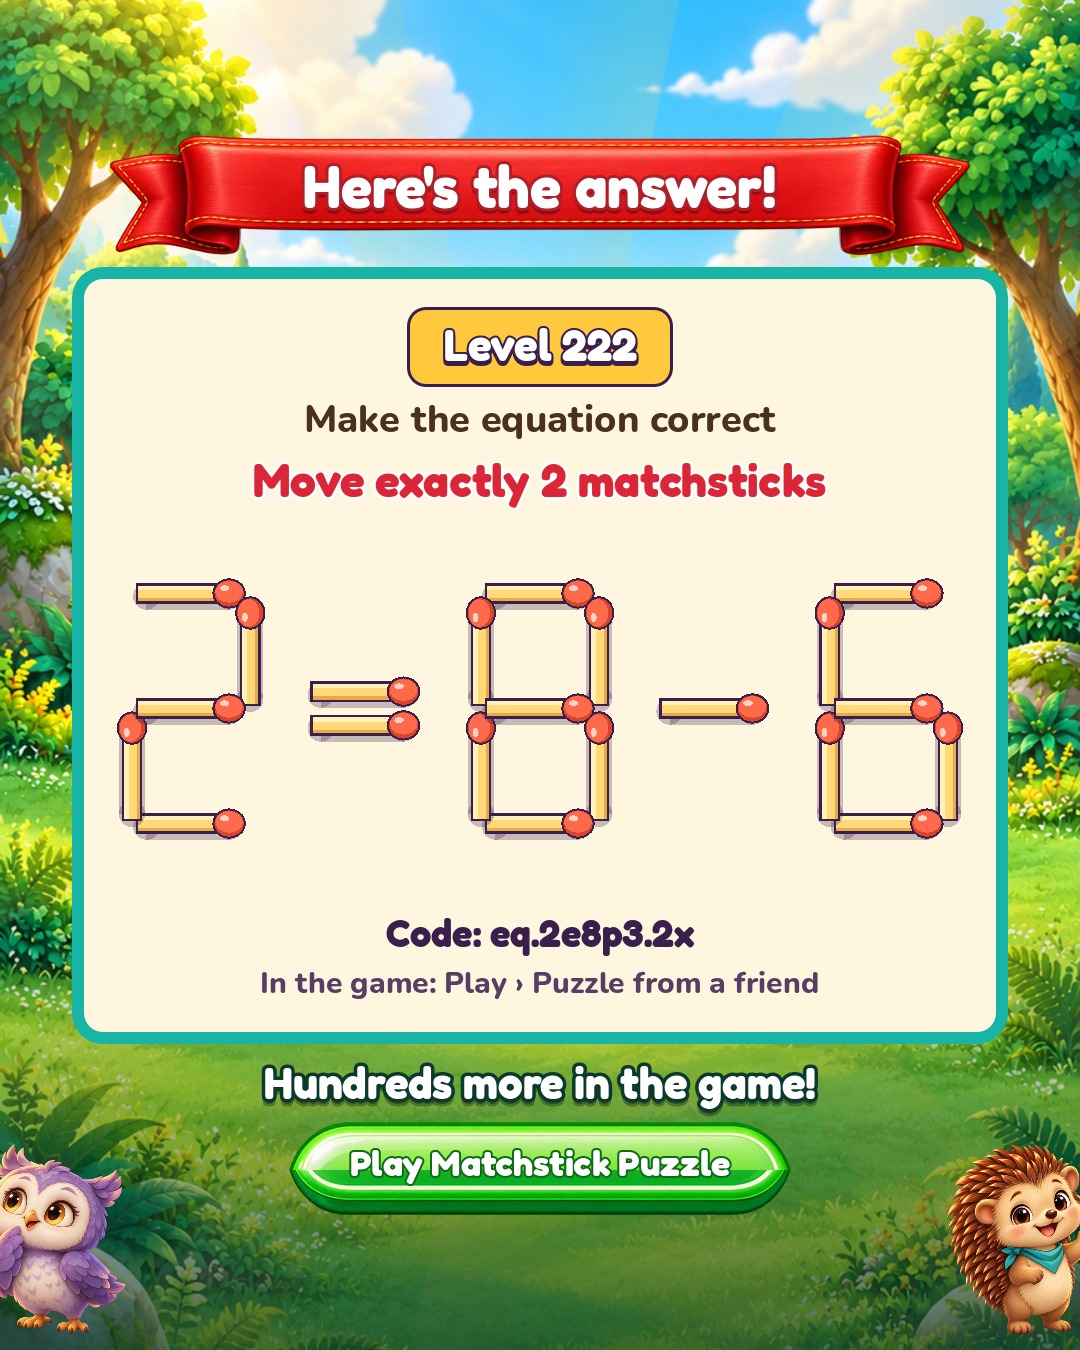 Here's the answer!
Level 222
Make the equation correct
Move exactly 2 matchsticks
2 = 8 - 6
Code: eq.2e8p3.2x
In the game: Play › Puzzle from a friend
Hundreds more in the game!
Play Matchstick Puzzle